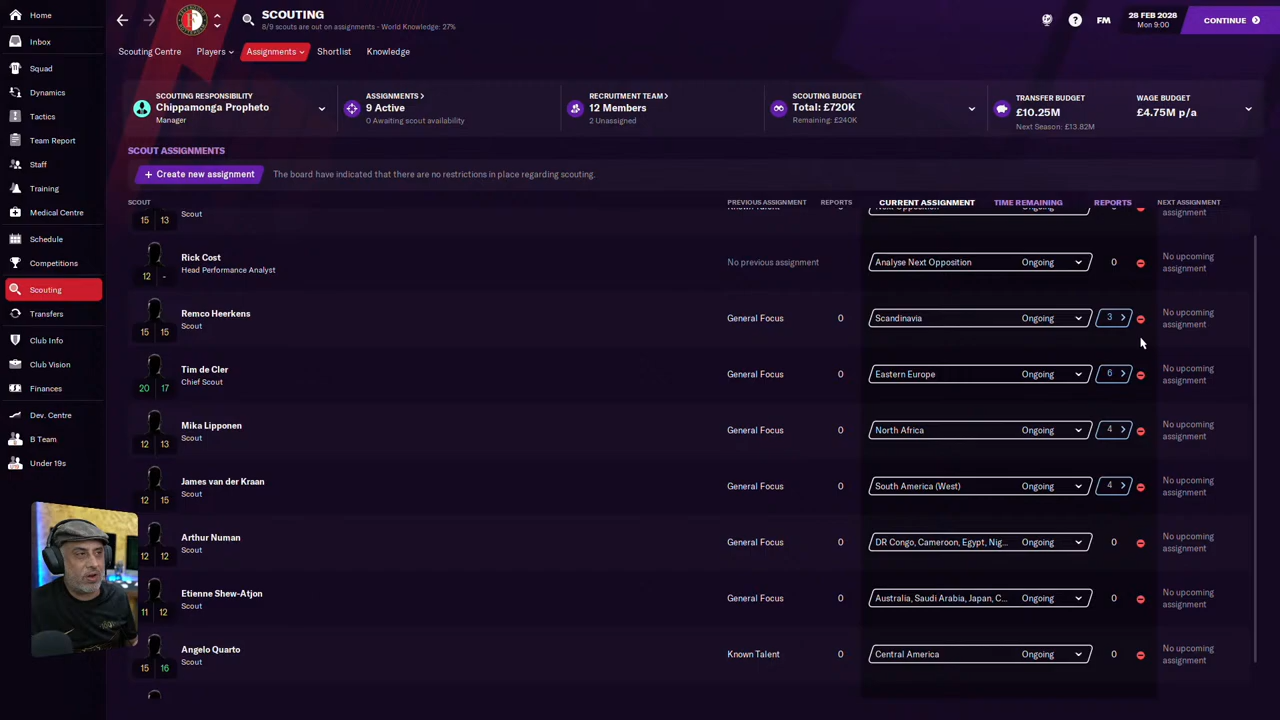 Home
SCOUTING
8/9 scouts are out on assignments - World Knowledge: 27%
? FM
28 FEB 2028
Mon 9:00
CONTINUE
Inbox
Squad
Dynamics
Tactics
Team Report
Staff
Training
Medical Centre
Schedule
Competitions
Scouting
Transfers
Club Info
Club Vision
Finances
Dev. Centre
B Team
Under 19s
Scouting Centre Players Assignments Shortlist Knowledge
SCOUTING RESPONSIBILITY
Chippamonga Propheto
Manager
ASSIGNMENTS >
9 Active
0 Awaiting scout availability
RECRUITMENT TEAM >
12 Members
2 Unassigned
SCOUTING BUDGET
Total: £720K
Remaining: £240K
TRANSFER BUDGET
£10.25M
Next Season: £13.82M
WAGE BUDGET
£4.75M p/a
SCOUT ASSIGNMENTS
+ Create new assignment The board have indicated that there are no restrictions in place regarding scouting.
SCOUT PREVIOUS ASSIGNMENT REPORTS CURRENT ASSIGNMENT TIME REMAINING REPORTS NEXT ASSIGNMENT
15 13 Scout assignment
Rick Cost
Head Performance Analyst
12 - No previous assignment Analyse Next Opposition Ongoing 0 No upcoming
assignment
Remco Heerkens
Scout
15 15 General Focus 0 Scandinavia Ongoing 3 > No upcoming
assignment
Tim de Cler
Chief Scout
20 17 General Focus 0 Eastern Europe Ongoing 6 > No upcoming
assignment
Mika Lipponen
Scout
12 13 General Focus 0 North Africa Ongoing 4 > No upcoming
assignment
James van der Kraan
Scout
12 15 General Focus 0 South America (West) Ongoing 4 > No upcoming
assignment
Arthur Numan
Scout
12 12 General Focus 0 DR Congo, Cameroon, Egypt, Nig... Ongoing 0 No upcoming
assignment
Etienne Shew-Atjon
Scout
11 12 General Focus 0 Australia, Saudi Arabia, Japan, C... Ongoing 0 No upcoming
assignment
Angelo Quarto
Scout
15 16 Known Talent 0 Central America Ongoing 0 No upcoming
assignment